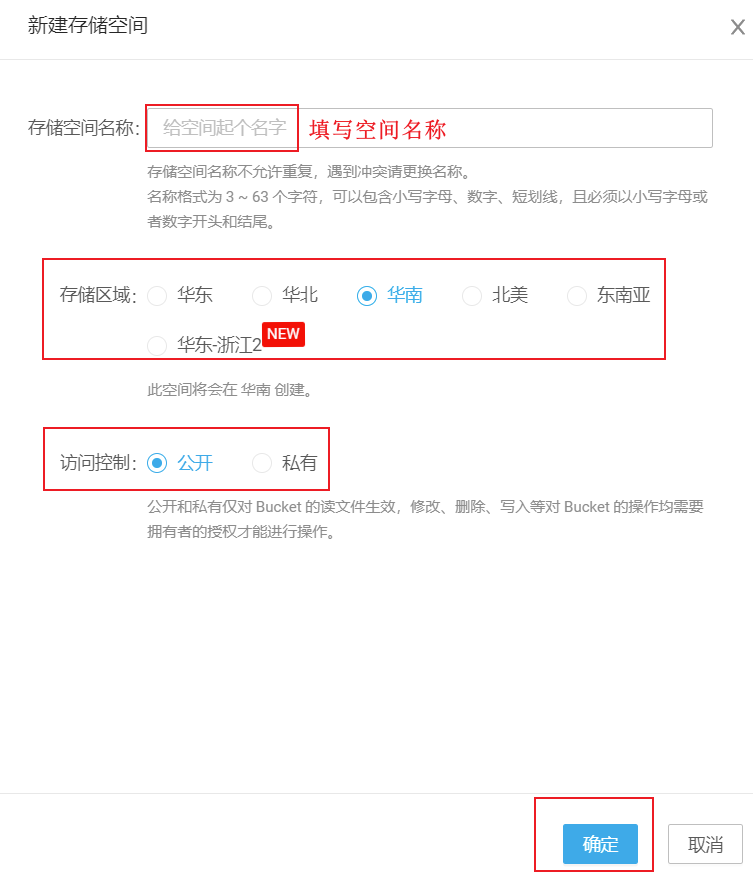 新建存储空间
存储空间名称： 给空间起个名字 填写空间名称
存储空间名称不允许重复，遇到冲突请更换名称。
名称格式为 3 ~ 63 个字符，可以包含小写字母、数字、短划线，且必须以小写字母或
者数字开头和结尾。
存储区域： 华东 华北 华南 北美 东南亚
华东-浙江2 NEW
此空间将会在 华南 创建。
访问控制： 公开 私有
公开和私有仅对 Bucket 的读文件生效，修改、删除、写入等对 Bucket 的操作均需要
拥有者的授权才能进行操作。
确定 取消